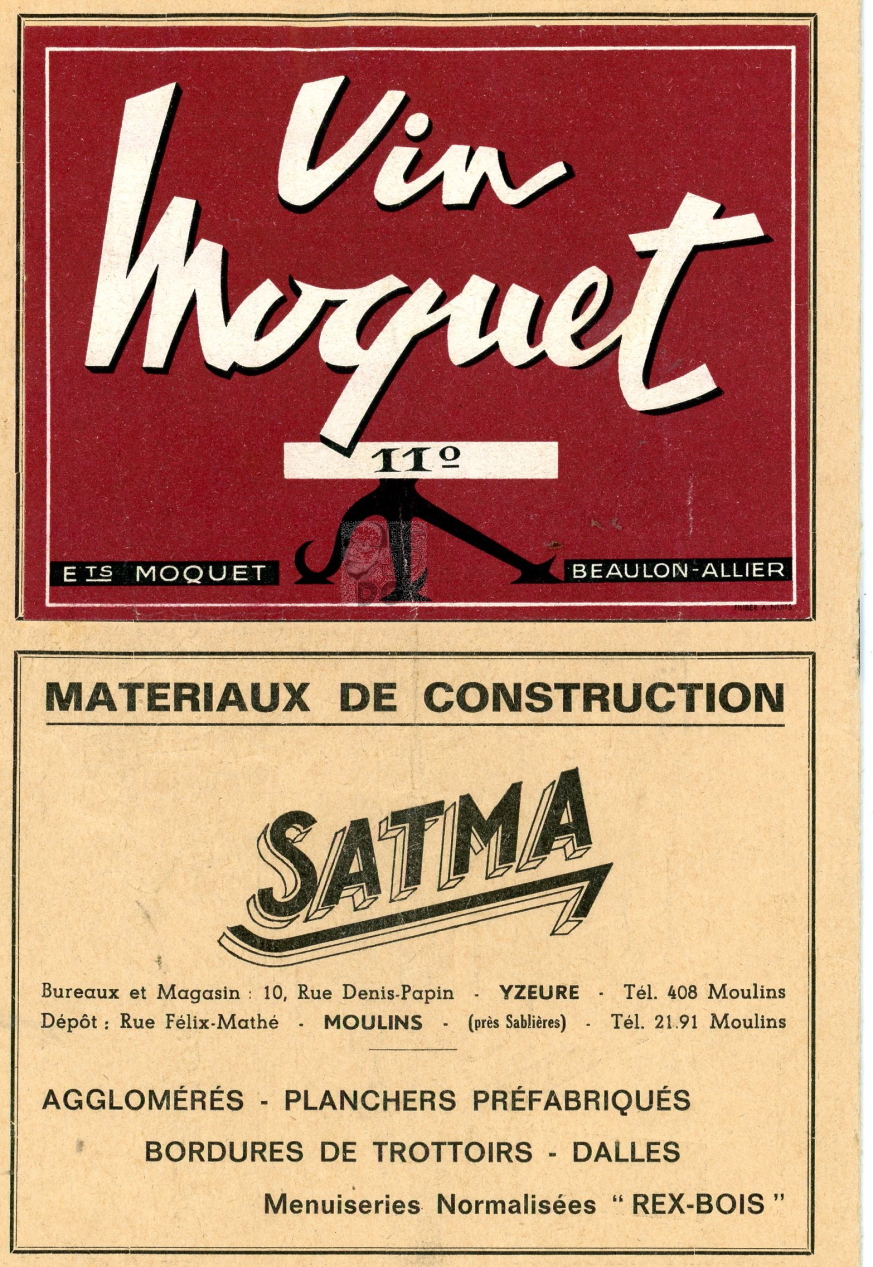 Vin
Moquet
11º
ETS MOQUET
BEAULON-ALLIER
MATERIAUX DE CONSTRUCTION
SATMA
Bureaux et Magasin : 10, Rue Denis-Papin - YZEURE - Tél. 408 Moulins
Dépôt : Rue Félix-Mathé - MOULINS - (près Sablières) - Tél. 21.91 Moulins
AGGLOMÉRÉS - PLANCHERS PRÉFABRIQUÉS
BORDURES DE TROTTOIRS - DALLES
Menuiseries Normalisées “ REX-BOIS ”